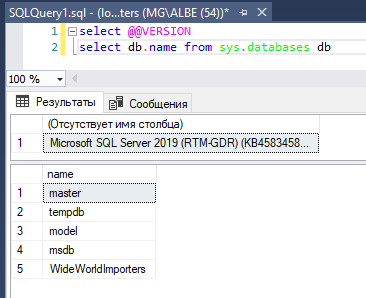 SQLQuery1.sql - (lo...ters (MG\ALBE (54))*
1 select @@VERSION
2 select db.name from sys.databases db
100 %
Результаты Сообщения
(Отсутствует имя столбца)
1 Microsoft SQL Server 2019 (RTM-GDR) (KB4583458...
name
1 master
2 tempdb
3 model
4 msdb
5 WideWorldImporters